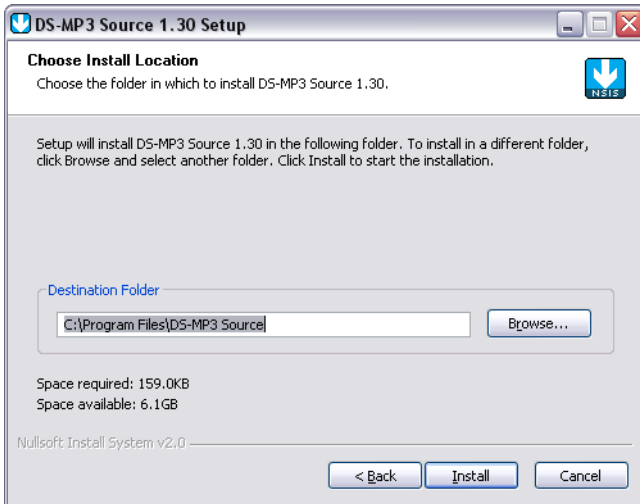 DS-MP3 Source 1.30 Setup
Choose Install Location
Choose the folder in which to install DS-MP3 Source 1.30.
NSIS
Setup will install DS-MP3 Source 1.30 in the following folder. To install in a different folder,
click Browse and select another folder. Click Install to start the installation.
Destination Folder
C:\Program Files\DS-MP3 Source
Browse...
Space required: 159.0KB
Space available: 6.1GB
Nullsoft Install System v2.0
< Back
Install
Cancel